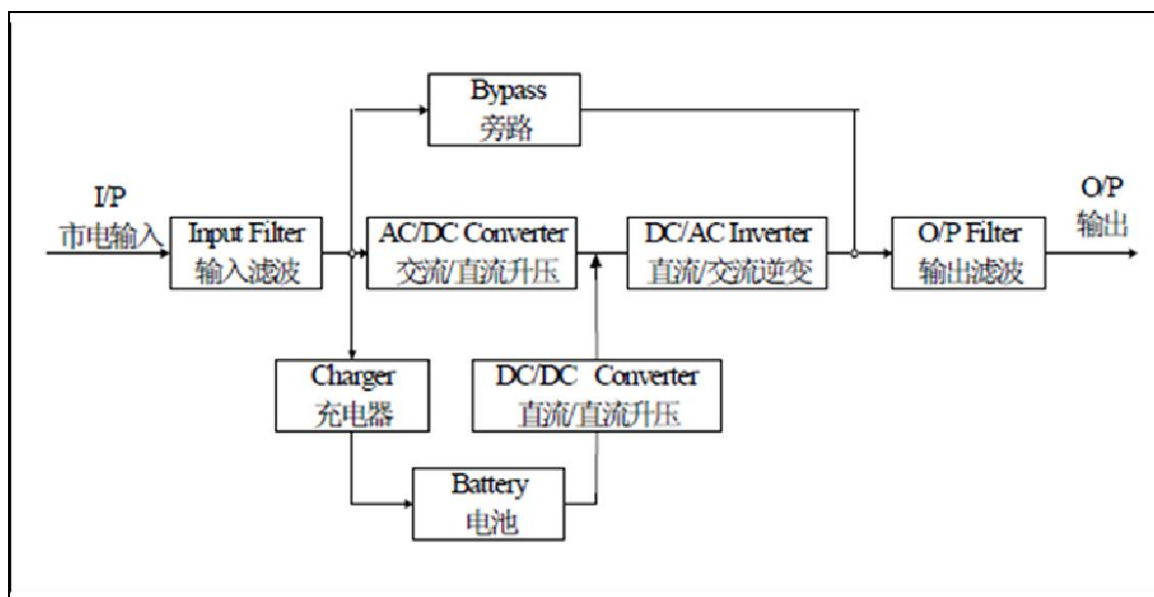 Bypass
旁路
I/P
市电输入
Input Filter
输入滤波
AC/DC Converter
交流/直流升压
DC/AC Inverter
直流/交流逆变
O/P Filter
输出滤波
O/P
输出
Charger
充电器
DC/DC Converter
直流/直流升压
Battery
电池